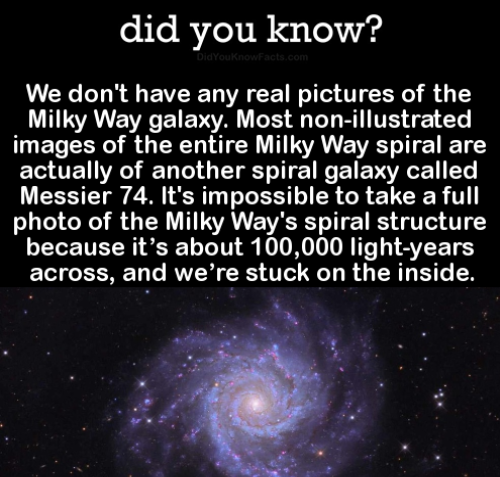 did you know?
DidYouKnowFacts.com
We don't have any real pictures of the
Milky Way galaxy. Most non-illustrated
images of the entire Milky Way spiral are
actually of another spiral galaxy called
Messier 74. It's impossible to take a full
photo of the Milky Way's spiral structure
because it’s about 100,000 light-years
across, and we’re stuck on the inside.